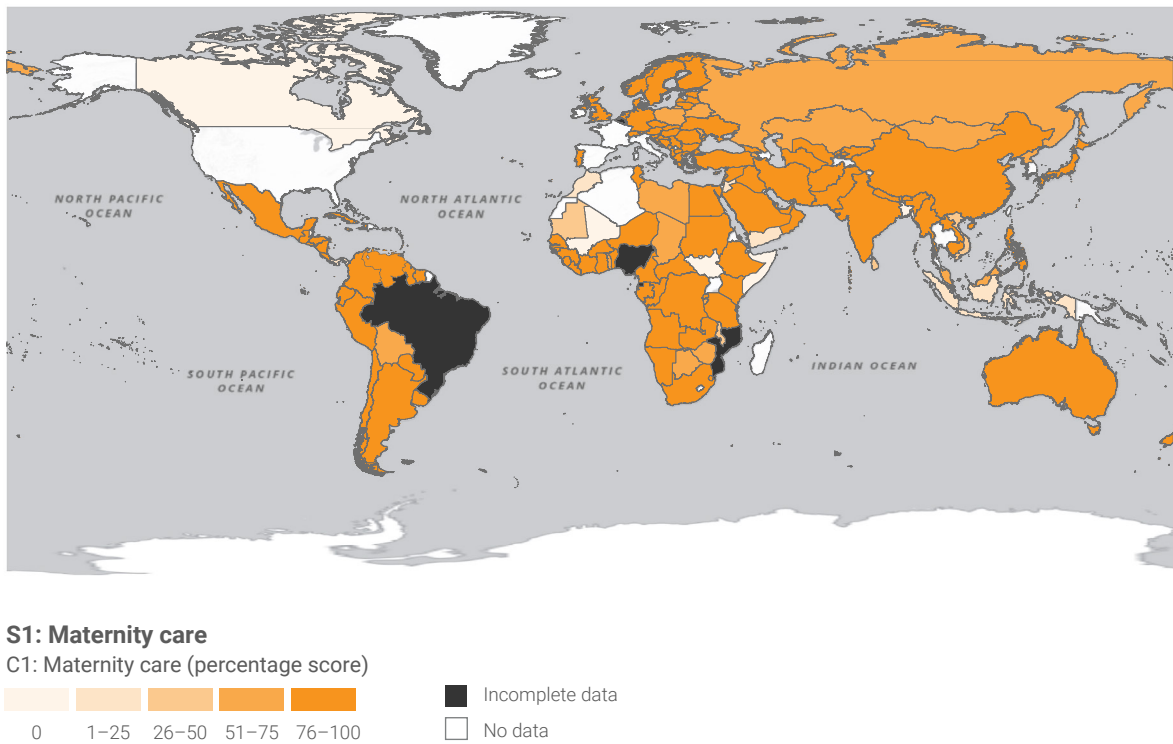 NORTH PACIFIC
OCEAN
NORTH ATLANTIC
OCEAN
SOUTH PACIFIC
OCEAN
SOUTH ATLANTIC
OCEAN
INDIAN OCEAN
S1: Maternity care
C1: Maternity care (percentage score)
0 1–25 26–50 51–75 76–100
Incomplete data
No data